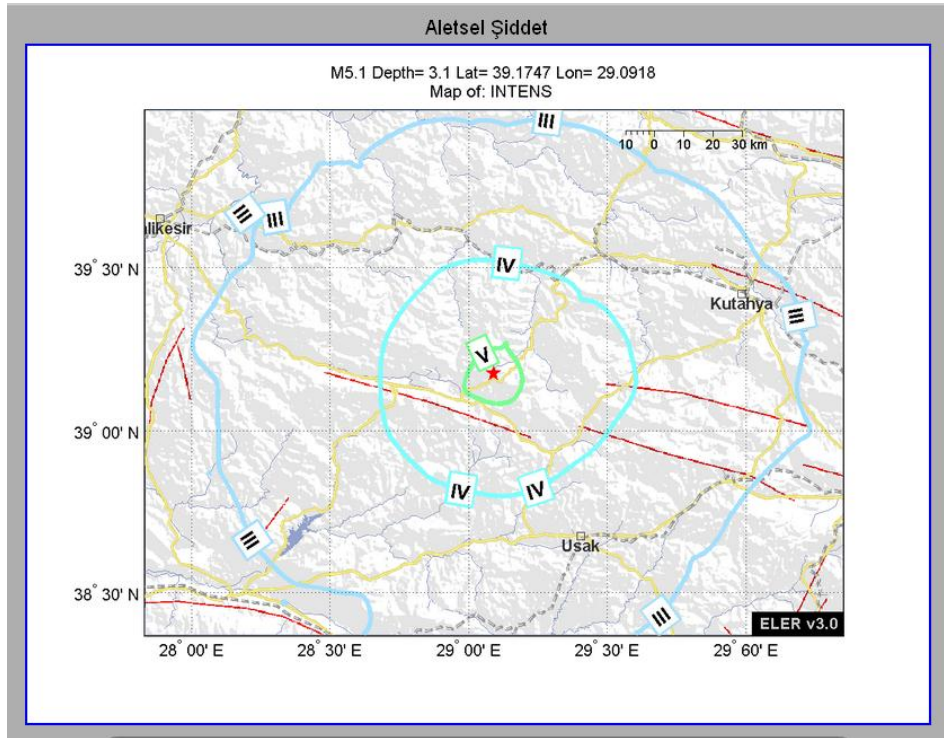 Aletsel Şiddet
M5.1 Depth= 3.1 Lat= 39.1747 Lon= 29.0918
Map of: INTENS
III
10 0 10 20 30 km
III
III
likesir
IV
39° 30' N
Kutahya
III
V
39° 00' N
IV
IV
III
Usak
38° 30' N
III
ELER v3.0
28° 00' E
28° 30' E
29° 00' E
29° 30' E
29° 60' E